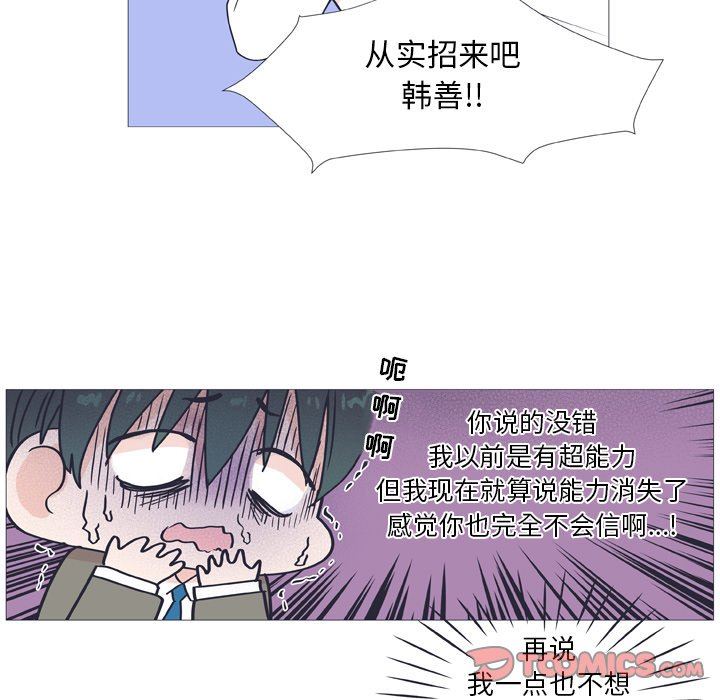 从实招来吧
韩善!!
呃
啊
啊
你说的没错
我以前是有超能力
但我现在就算说能力消失了
感觉你也完全不会信啊...!
再说
我一点也不想
TOOMICS
.COM